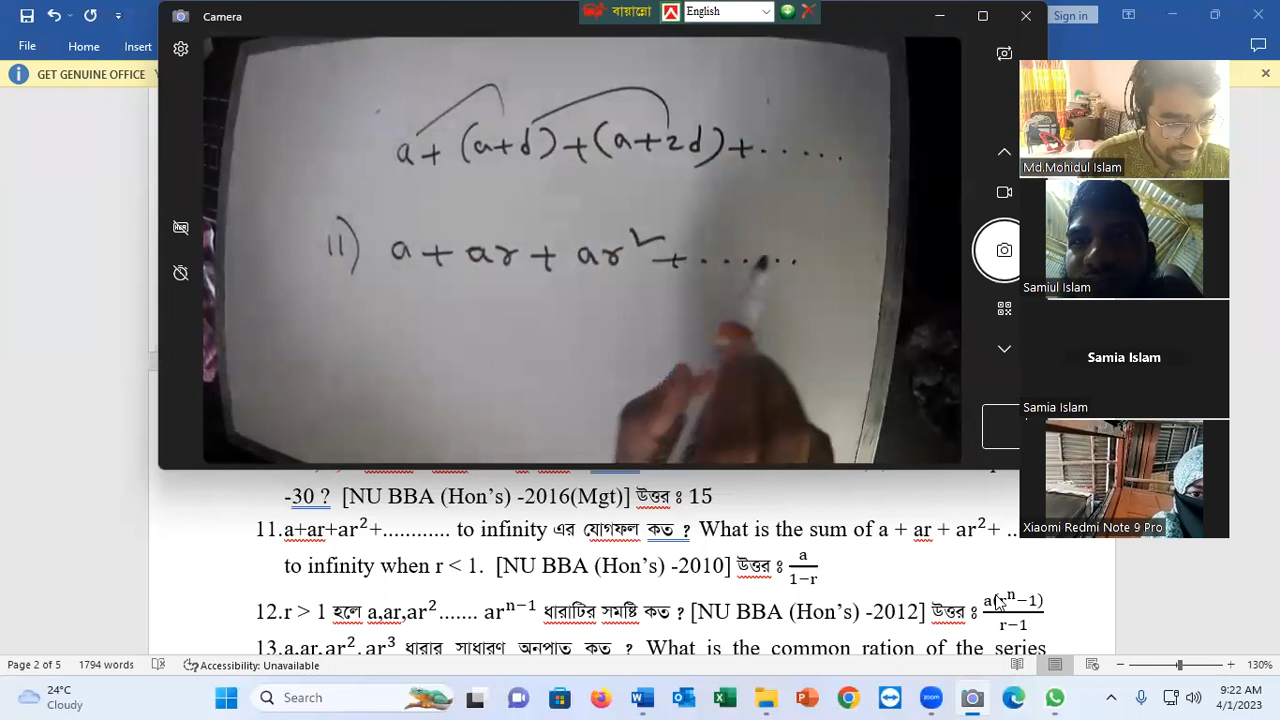 বায়ান্নো
English
Camera
Sign in
File
Home
Insert
GET GENUINE OFFICE
a + (a+d) + (a+2d) + .....
II) a + ar + ar² + ......
Md.Mohidul Islam
Samiul Islam
Samia Islam
Samia Islam
Xiaomi Redmi Note 9 Pro
-30 ? [NU BBA (Hon’s) -2016(Mgt)] উত্তর ঃ 15
11.a+ar+ar²+............ to infinity এর যোগফল কত ? What is the sum of a + ar + ar²+ ..
to infinity when r < 1. [NU BBA (Hon’s) -2010] উত্তর ঃ a/1−r
12.r > 1 হলে a,ar,ar² ....... arⁿ⁻¹ ধারাটির সমষ্টি কত ? [NU BBA (Hon’s) -2012] উত্তর ঃ a(rⁿ−1)/r−1
13.a,ar,ar², ar³ ধারার সাধারণ অনুপাত কত ? What is the common ration of the series
Page 2 of 5
1794 words
Accessibility: Unavailable
130%
24°C
Cloudy
Search
zoom
9:22 AM
4/1/2023